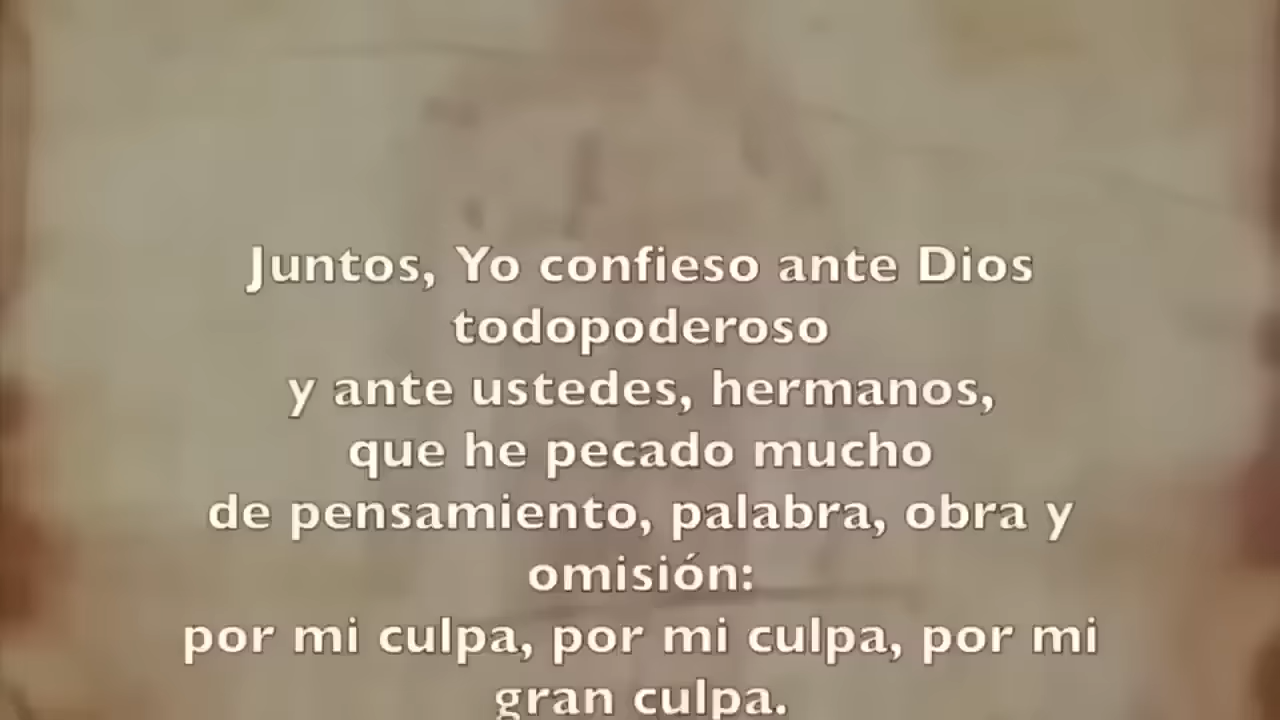 Juntos, Yo confieso ante Dios
todopoderoso
y ante ustedes, hermanos,
que he pecado mucho
de pensamiento, palabra, obra y
omisión:
por mi culpa, por mi culpa, por mi
gran culpa.